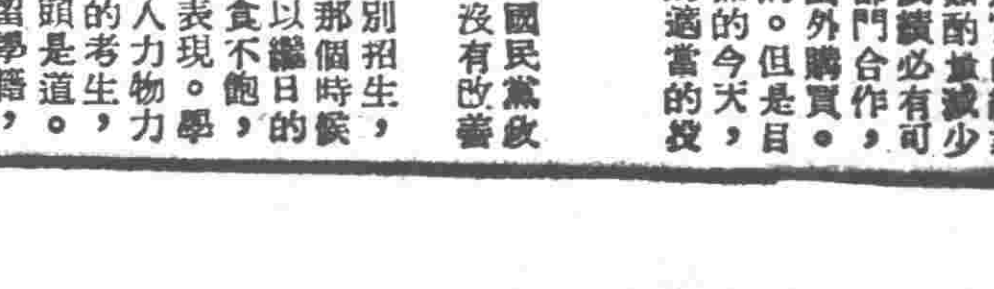 酌量減少
績必有可
門合作，
外購買。
。但是目
的今天，
適當的投
國民黨政
沒有改善
別招生，
那個時候
以繼日的
食不飽，
表現。學
人力物力
的考生，
頭是道。
學籍，